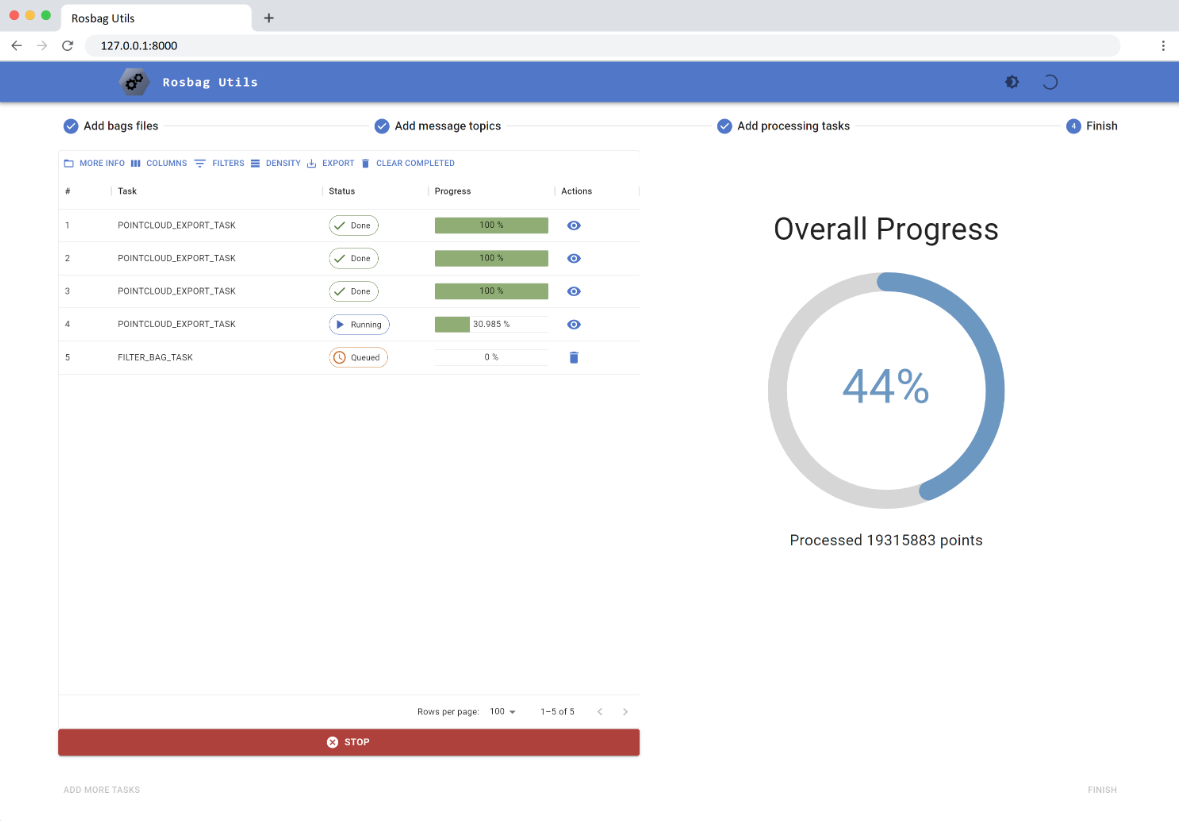 Rosbag Utils
127.0.0.1:8000
Rosbag Utils
Add bags files Add message topics Add processing tasks 4 Finish
MORE INFO COLUMNS FILTERS DENSITY EXPORT CLEAR COMPLETED
# Task Status Progress Actions
1 POINTCLOUD_EXPORT_TASK Done 100 %
2 POINTCLOUD_EXPORT_TASK Done 100 %
3 POINTCLOUD_EXPORT_TASK Done 100 %
4 POINTCLOUD_EXPORT_TASK Running 30.985 %
5 FILTER_BAG_TASK Queued 0 %
Rows per page: 100 1–5 of 5
STOP
Overall Progress
44%
Processed 19315883 points
ADD MORE TASKS FINISH